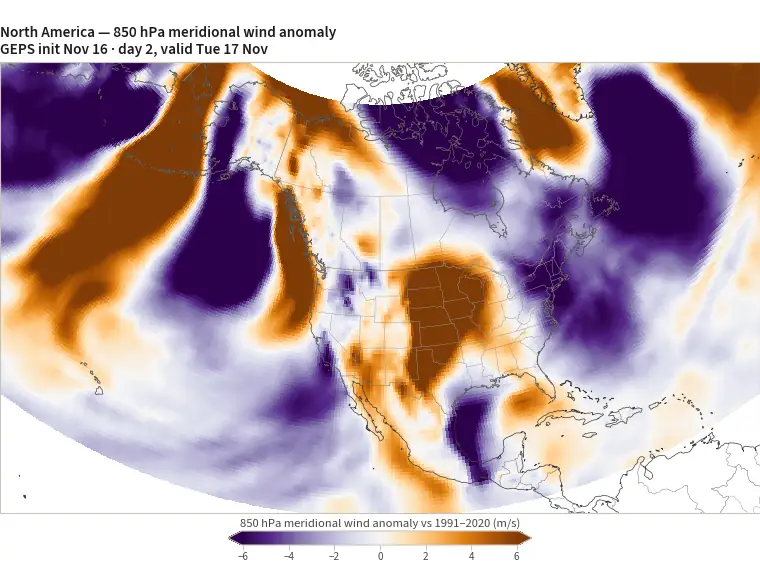 North America — 850 hPa meridional wind anomaly
GEPS init Nov 16 · day 2, valid Tue 17 Nov
850 hPa meridional wind anomaly vs 1991–2020 (m/s)
−6 −4 −2 0 2 4 6